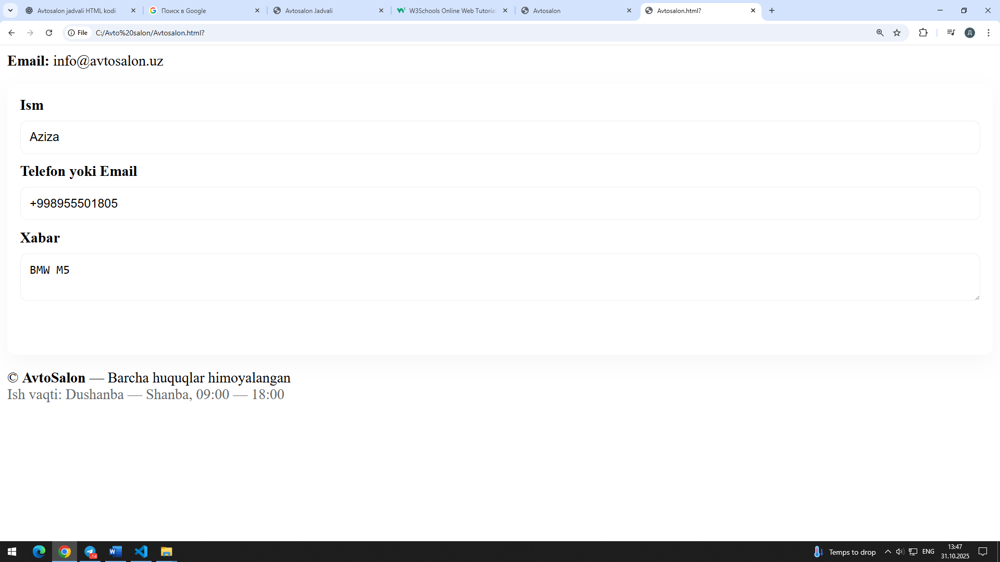 Avtosalon jadvali HTML kodi
Поиск в Google
Avtosalon Jadvali
W3Schools Online Web Tutorial
Avtosalon
Avtosalon.html?
File
C:/Avto%20salon/Avtosalon.html?
Д
Email: info@avtosalon.uz
Ism
Aziza
Telefon yoki Email
+998955501805
Xabar
BMW M5
© AvtoSalon — Barcha huquqlar himoyalangan
Ish vaqti: Dushanba — Shanba, 09:00 — 18:00
..14
Temps to drop
ENG
13:47
31.10.2025